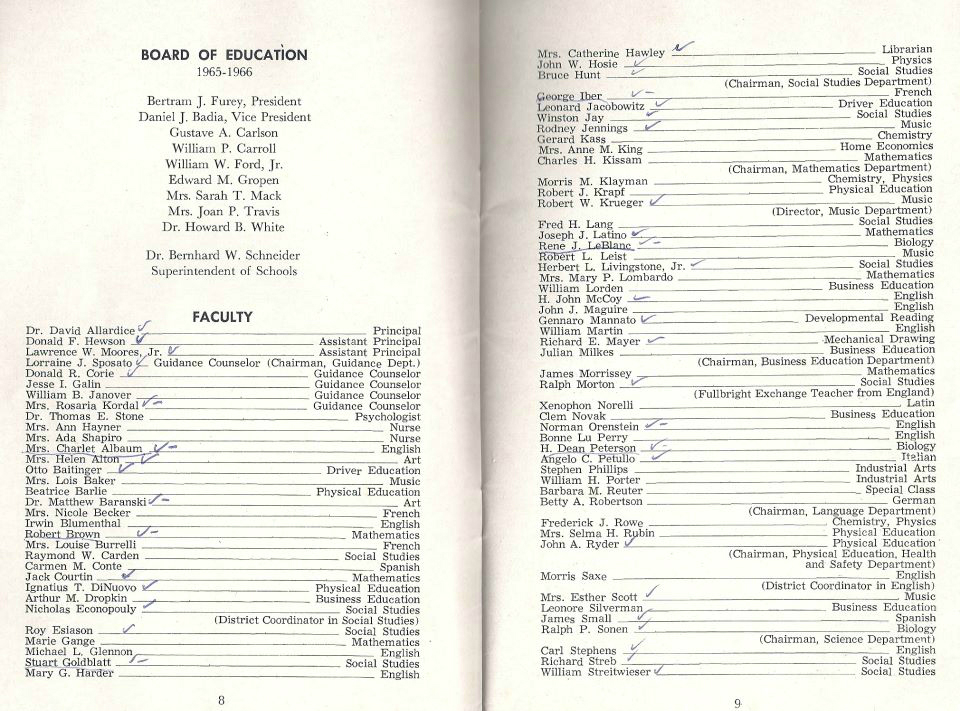 BOARD OF EDUCATION
1965-1966
Bertram J. Furey, President
Daniel J. Badia, Vice President
Gustave A. Carlson
William P. Carroll
William W. Ford, Jr.
Edward M. Gropen
Mrs. Sarah T. Mack
Mrs. Joan P. Travis
Dr. Howard B. White
Dr. Bernhard W. Schneider
Superintendent of Schools
FACULTY
Dr. David Allardice Principal
Donald F. Hewson Assistant Principal
Lawrence W. Moores, Jr. Assistant Principal
Lorraine J. Sposato Guidance Counselor (Chairman, Guidance Dept.)
Donald R. Corie Guidance Counselor
Jesse I. Galin Guidance Counselor
William B. Janover Guidance Counselor
Mrs. Rosaria Kordal Guidance Counselor
Dr. Thomas E. Stone Psychologist
Mrs. Ann Hayner Nurse
Mrs. Ada Shapiro Nurse
Mrs. Charlet Albaum English
Mrs. Helen Alton Art
Otto Baitinger Driver Education
Mrs. Lois Baker Music
Beatrice Barlie Physical Education
Dr. Matthew Baranski Art
Mrs. Nicole Becker French
Irwin Blumenthal English
Robert Brown Mathematics
Mrs. Louise Burrelli French
Raymond W. Carden Social Studies
Carmen M. Conte Spanish
Jack Courtin Mathematics
Ignatius T. DiNuovo Physical Education
Arthur M. Dropkin Business Education
Nicholas Econopouly Social Studies
(District Coordinator in Social Studies)
Roy Esiason Social Studies
Marie Gange Mathematics
Michael L. Glennon English
Stuart Goldblatt Social Studies
Mary G. Harder English
8
Mrs. Catherine Hawley Librarian
John W. Hosie Physics
Bruce Hunt Social Studies
(Chairman, Social Studies Department)
George Iber French
Leonard Jacobowitz Driver Education
Winston Jay Social Studies
Rodney Jennings Music
Gerard Kass Chemistry
Mrs. Anne M. King Home Economics
Charles H. Kissam Mathematics
(Chairman, Mathematics Department)
Morris M. Klayman Chemistry, Physics
Robert J. Krapf Physical Education
Robert W. Krueger Music
(Director, Music Department)
Fred H. Lang Social Studies
Joseph J. Latino Mathematics
Rene J. LeBlanc Biology
Robert L. Leist Music
Herbert L. Livingstone, Jr. Social Studies
Mrs. Mary P. Lombardo Mathematics
William Lorden Business Education
H. John McCoy English
John J. Maguire English
Gennaro Mannato Developmental Reading
William Martin English
Richard E. Mayer Mechanical Drawing
Julian Milkes Business Education
(Chairman, Business Education Department)
James Morrissey Mathematics
Ralph Morton Social Studies
(Fullbright Exchange Teacher from England)
Xenophon Norelli Latin
Clem Novak Business Education
Norman Orenstein English
Bonne Lu Perry English
H. Dean Peterson Biology
Angelo C. Petullo Italian
Stephen Phillips Industrial Arts
William H. Porter Industrial Arts
Barbara M. Reuter Special Class
Betty A. Robertson German
(Chairman, Language Department)
Frederick J. Rowe Chemistry, Physics
Mrs. Selma H. Rubin Physical Education
John A. Ryder Physical Education
(Chairman, Physical Education, Health
and Safety Department)
Morris Saxe English
(District Coordinator in English)
Mrs. Esther Scott Music
Leonore Silverman Business Education
James Small Spanish
Ralph P. Sonen Biology
(Chairman, Science Department)
Carl Stephens English
Richard Streb Social Studies
William Streitwieser Social Studies
9